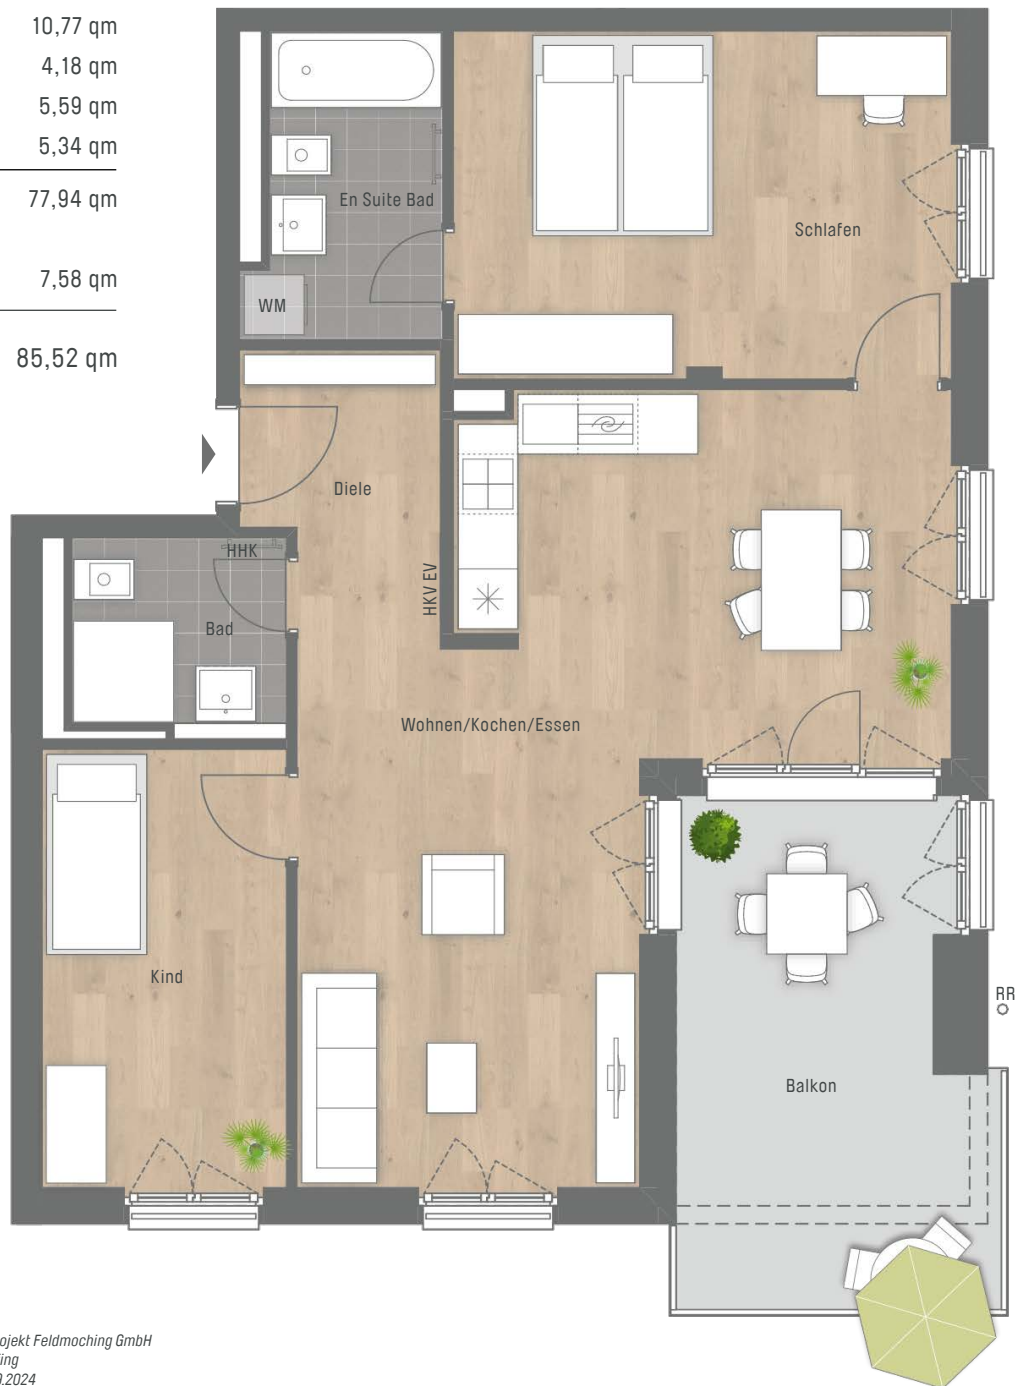 10,77 qm
4,18 qm
5,59 qm
5,34 qm
77,94 qm
7,58 qm
85,52 qm
En Suite Bad
Schlafen
WM
Diele
HHK
HKV EV
Bad
Wohnen/Kochen/Essen
Kind
RR
Balkon
ojekt Feldmoching GmbH
ing
.2024